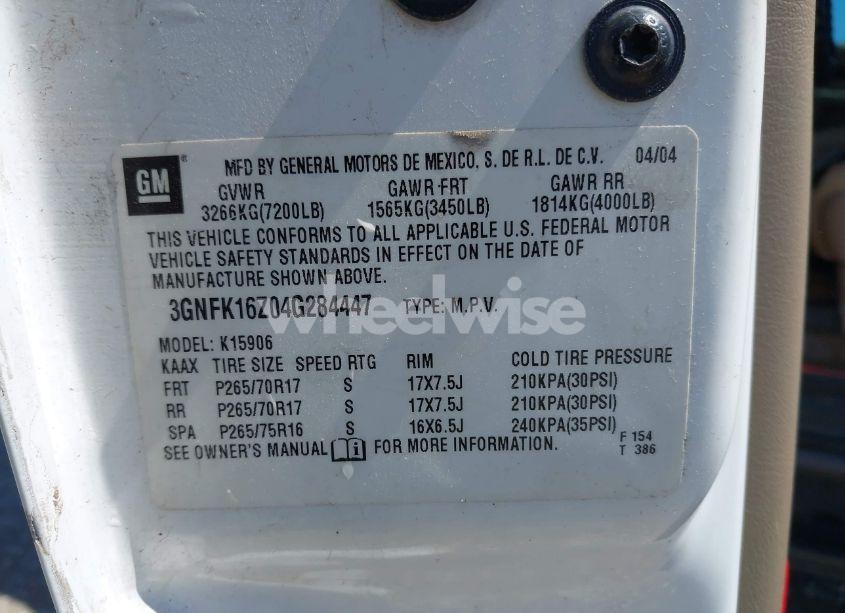 GM ® MFD BY GENERAL MOTORS DE MEXICO, S. DE R.L. DE C.V. 04/04
GVWR GAWR FRT GAWR RR
3266KG(7200LB) 1565KG(3450LB) 1814KG(4000LB)
THIS VEHICLE CONFORMS TO ALL APPLICABLE U.S. FEDERAL MOTOR
VEHICLE SAFETY STANDARDS IN EFFECT ON THE DATE OF
MANUFACTURE SHOWN ABOVE.
3GNFK16Z04G284447 TYPE: M.P.V.
wheelwise
MODEL: K15906
KAAX TIRE SIZE SPEED RTG RIM COLD TIRE PRESSURE
FRT P265/70R17 S 17X7.5J 210KPA(30PSI)
RR P265/70R17 S 17X7.5J 210KPA(30PSI)
SPA P265/75R16 S 16X6.5J 240KPA(35PSI)
SEE OWNER'S MANUAL i FOR MORE INFORMATION.
F 154
T 386